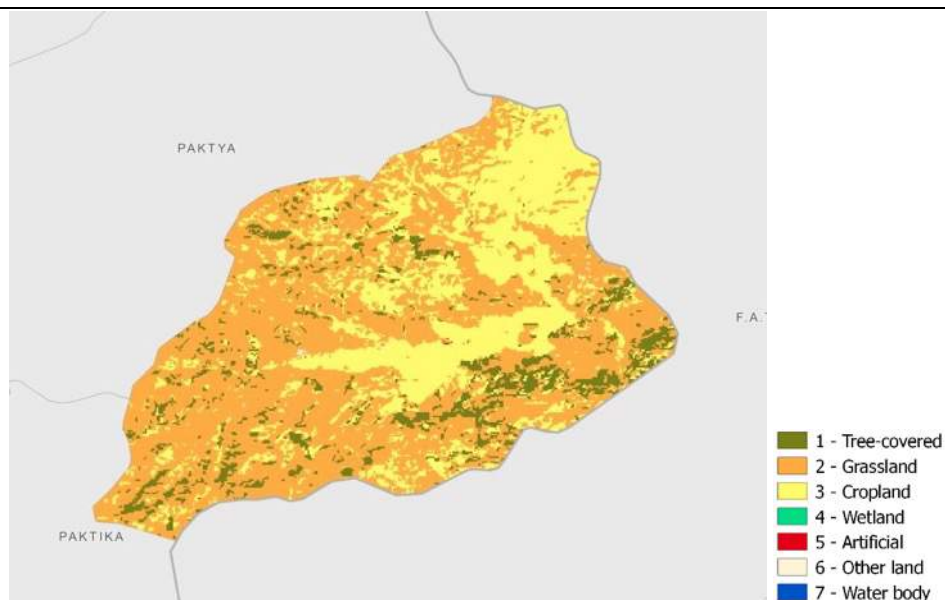 PAKTYA
F.A.
PAKTIKA
1 - Tree-covered
2 - Grassland
3 - Cropland
4 - Wetland
5 - Artificial
6 - Other land
7 - Water body